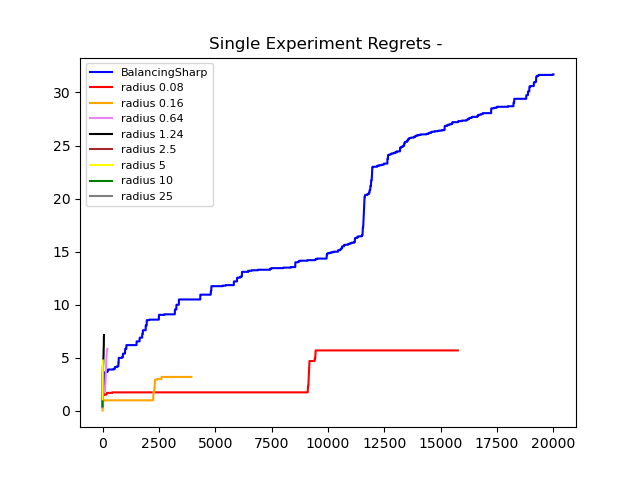 Single Experiment Regrets -
BalancingSharp
radius 0.08
radius 0.16
radius 0.64
radius 1.24
radius 2.5
radius 5
radius 10
radius 25
30
25
20
15
10
5
0
0 2500 5000 7500 10000 12500 15000 17500 20000